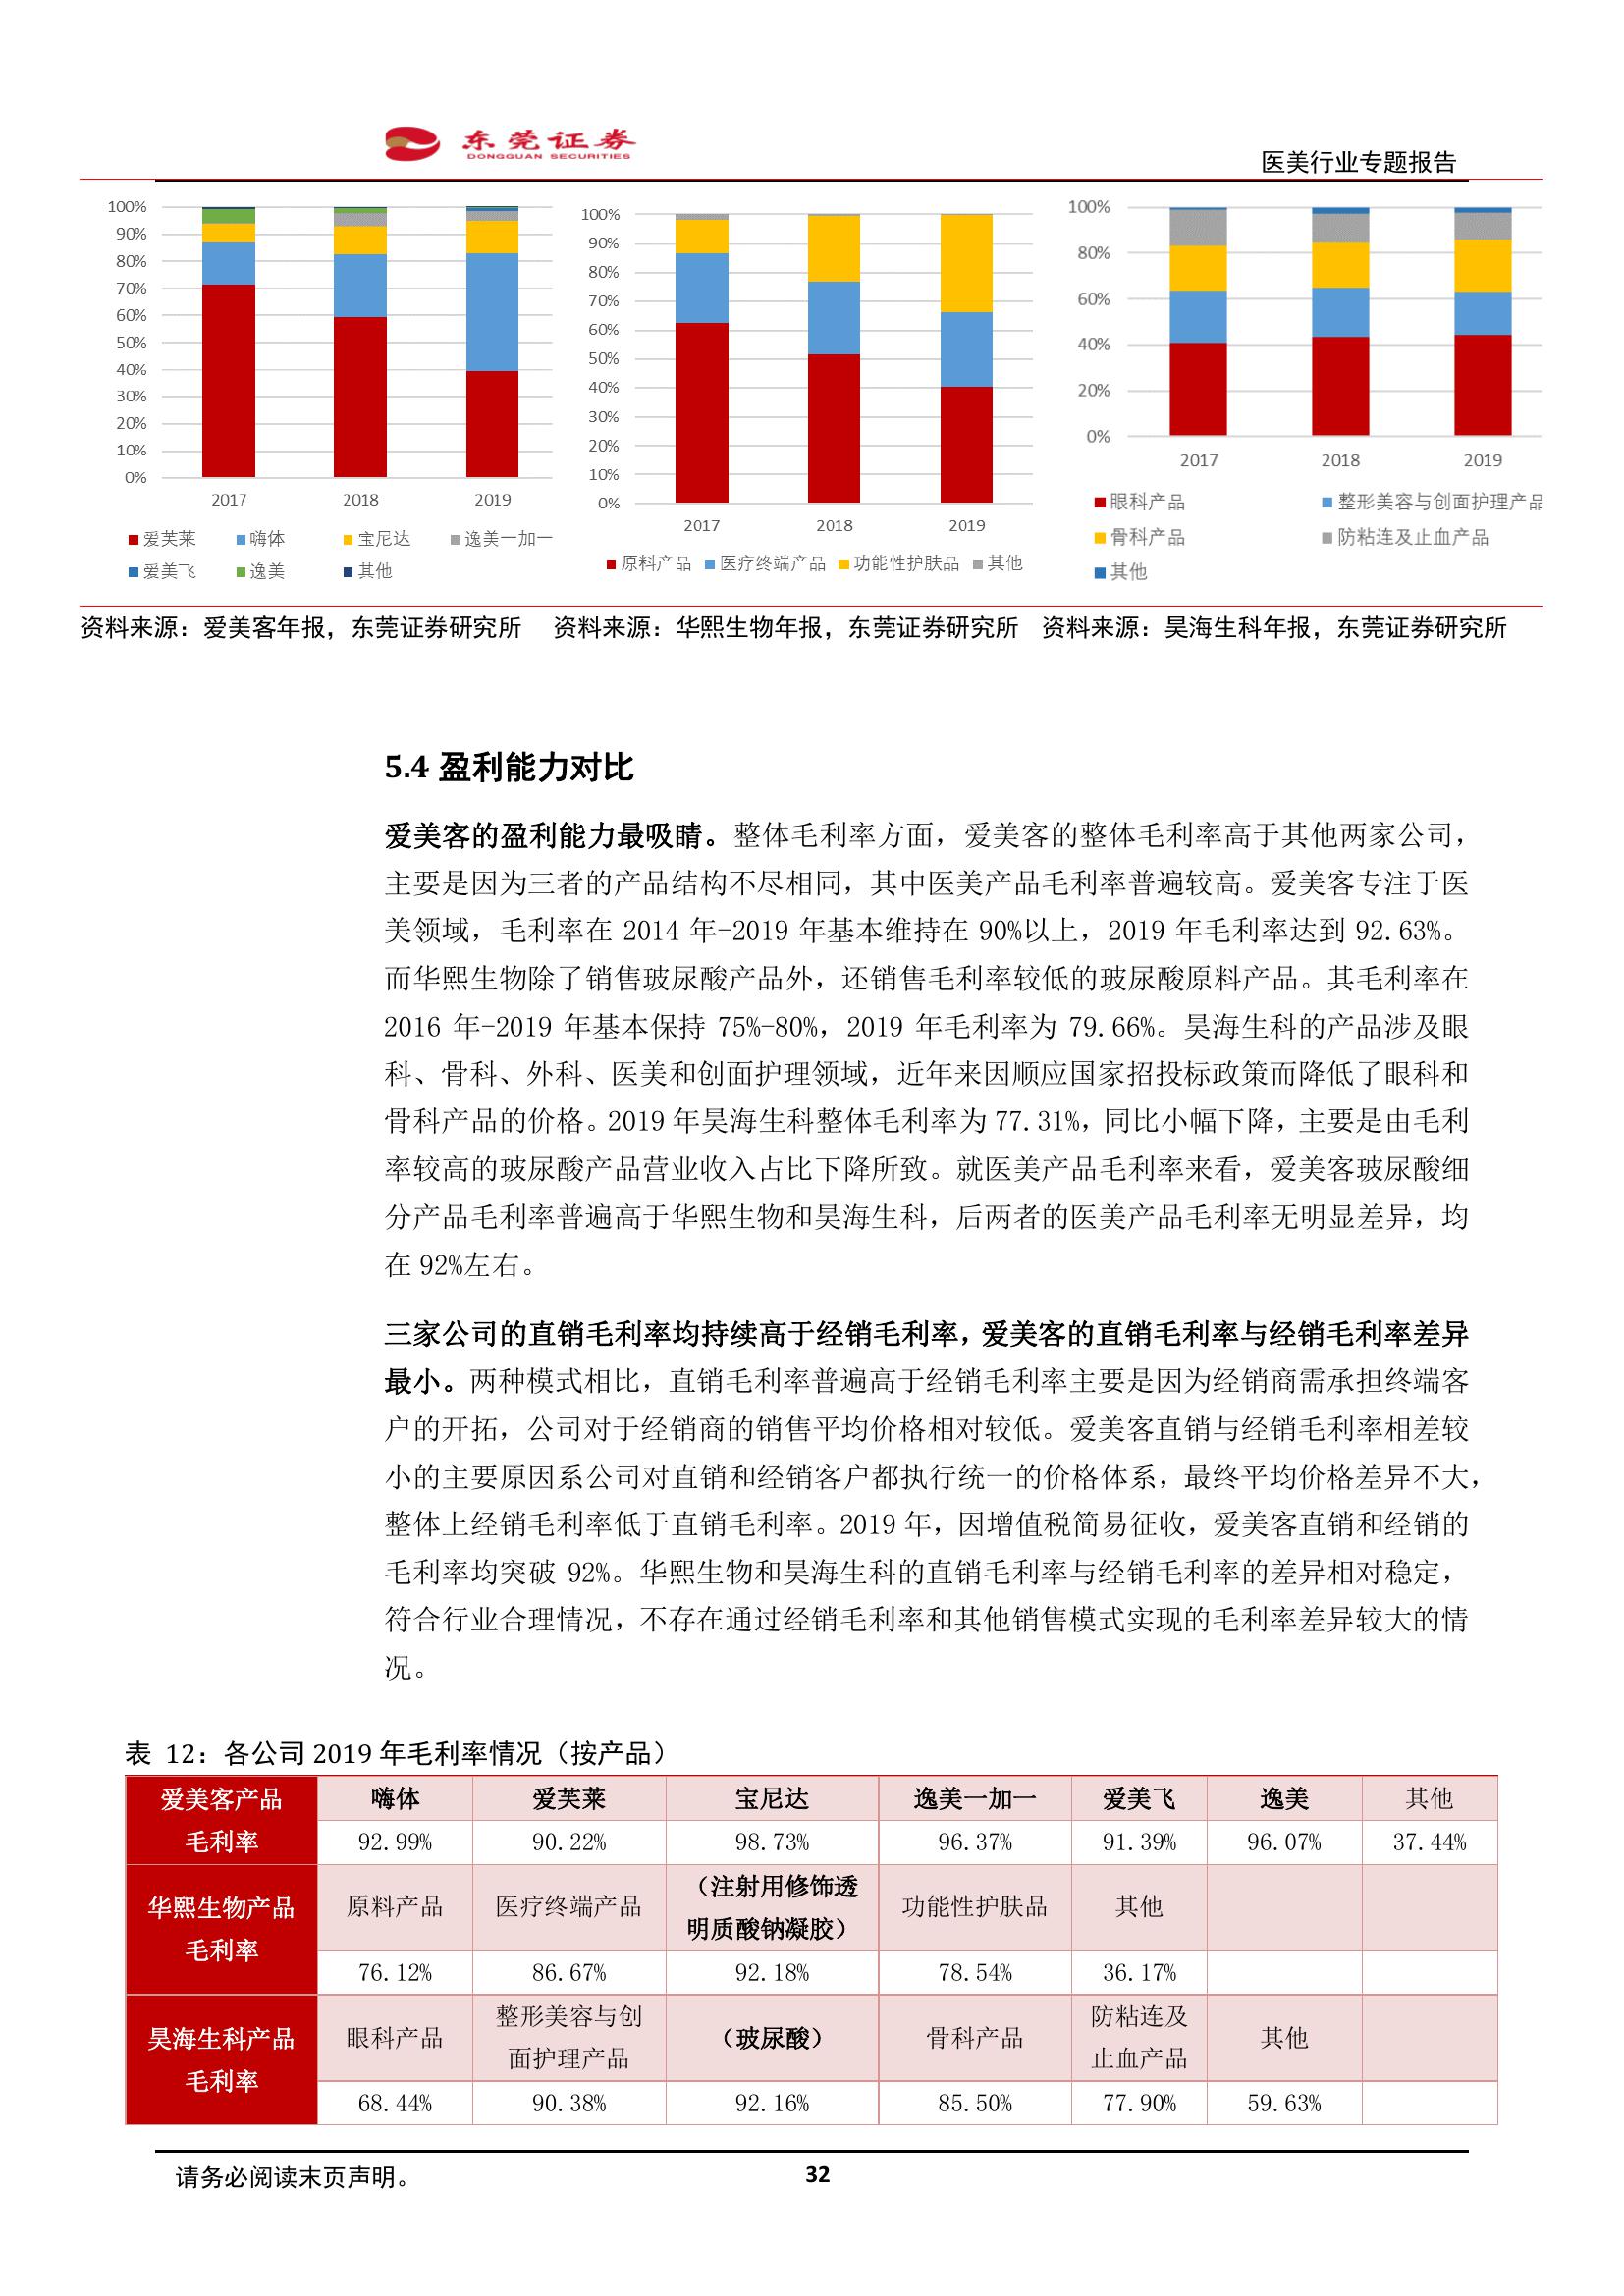 东莞证券
DONGGUAN SECURITIES
医美行业专题报告
100%
90%
80%
70%
60%
50%
40%
30%
20%
10%
0%
2017 2018 2019
爱芙莱 嗨体 宝尼达 逸美一加一
爱美飞 逸美 其他
100%
90%
80%
70%
60%
50%
40%
30%
20%
10%
0%
2017 2018 2019
原料产品 医疗终端产品 功能性护肤品 其他
100%
80%
60%
40%
20%
0%
2017 2018 2019
眼科产品 整形美容与创面护理产品
骨科产品 防粘连及止血产品
其他
资料来源：爱美客年报，东莞证券研究所 资料来源：华熙生物年报，东莞证券研究所 资料来源：昊海生科年报，东莞证券研究所
5.4 盈利能力对比
爱美客的盈利能力最吸睛。整体毛利率方面，爱美客的整体毛利率高于其他两家公司，
主要是因为三者的产品结构不尽相同，其中医美产品毛利率普遍较高。爱美客专注于医
美领域，毛利率在 2014 年-2019 年基本维持在 90%以上，2019 年毛利率达到 92.63%。
而华熙生物除了销售玻尿酸产品外，还销售毛利率较低的玻尿酸原料产品。其毛利率在
2016 年-2019 年基本保持 75%-80%，2019 年毛利率为 79.66%。昊海生科的产品涉及眼
科、骨科、外科、医美和创面护理领域，近年来因顺应国家招投标政策而降低了眼科和
骨科产品的价格。2019 年昊海生科整体毛利率为 77.31%，同比小幅下降，主要是由毛利
率较高的玻尿酸产品营业收入占比下降所致。就医美产品毛利率来看，爱美客玻尿酸细
分产品毛利率普遍高于华熙生物和昊海生科，后两者的医美产品毛利率无明显差异，均
在 92%左右。
三家公司的直销毛利率均持续高于经销毛利率，爱美客的直销毛利率与经销毛利率差异
最小。两种模式相比，直销毛利率普遍高于经销毛利率主要是因为经销商需承担终端客
户的开拓，公司对于经销商的销售平均价格相对较低。爱美客直销与经销毛利率相差较
小的主要原因系公司对直销和经销客户都执行统一的价格体系，最终平均价格差异不大，
整体上经销毛利率低于直销毛利率。2019 年，因增值税简易征收，爱美客直销和经销的
毛利率均突破 92%。华熙生物和昊海生科的直销毛利率与经销毛利率的差异相对稳定，
符合行业合理情况，不存在通过经销毛利率和其他销售模式实现的毛利率差异较大的情
况。
表 12：各公司 2019 年毛利率情况（按产品）
爱美客产品 嗨体 爱芙莱 宝尼达 逸美一加一 爱美飞 逸美 其他
毛利率 92.99% 90.22% 98.73% 96.37% 91.39% 96.07% 37.44%
华熙生物产品 原料产品 医疗终端产品 （注射用修饰透 功能性护肤品 其他
毛利率 明质酸钠凝胶）
76.12% 86.67% 92.18% 78.54% 36.17%
昊海生科产品 眼科产品 整形美容与创 （玻尿酸） 骨科产品 防粘连及 其他
毛利率 面护理产品 止血产品
68.44% 90.38% 92.16% 85.50% 77.90% 59.63%
请务必阅读末页声明。
32